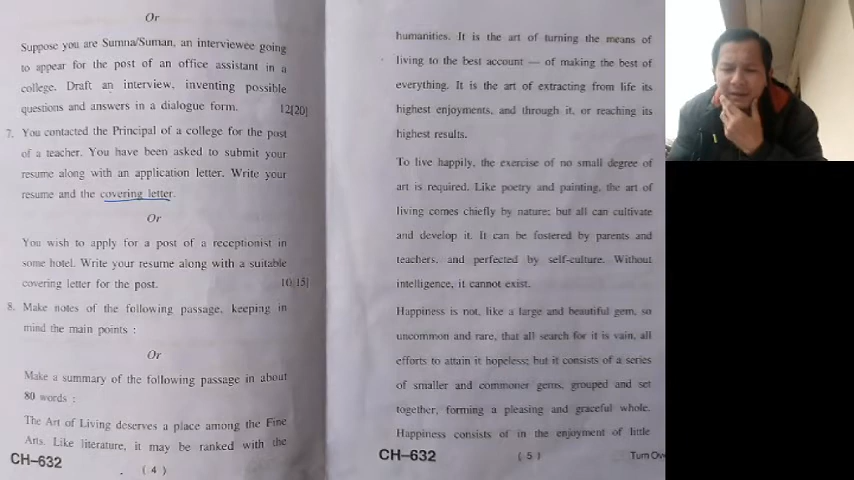 Or
Suppose you are Sumna/Suman, an interviewee going
to appear for the post of an office assistant in a
college. Draft an interview, inventing possible
questions and answers in a dialogue form. 12[20]
7. You contacted the Principal of a college for the post
of a teacher. You have been asked to submit your
resume along with an application letter. Write your
resume and the covering letter.
Or
You wish to apply for a post of a receptionist in
some hotel. Write your resume along with a suitable
covering letter for the post. 10[15]
8. Make notes of the following passage, keeping in
mind the main points :
Or
Make a summary of the following passage in about
80 words :
The Art of Living deserves a place among the Fine
Arts. Like literature, it may be ranked with the
CH–632
( 4 )
humanities. It is the art of turning the means of
living to the best account — of making the best of
everything. It is the art of extracting from life its
highest enjoyments, and through it, or reaching its
highest results.
To live happily, the exercise of no small degree of
art is required. Like poetry and painting, the art of
living comes chiefly by nature; but all can cultivate
and develop it. It can be fostered by parents and
teachers, and perfected by self-culture. Without
intelligence, it cannot exist.
Happiness is not, like a large and beautiful gem, so
uncommon and rare, that all search for it is vain, all
efforts to attain it hopeless; but it consists of a series
of smaller and commoner gems, grouped and set
together, forming a pleasing and graceful whole.
Happiness consists of in the enjoyment of little
CH–632
( 5 )
Turn Ov